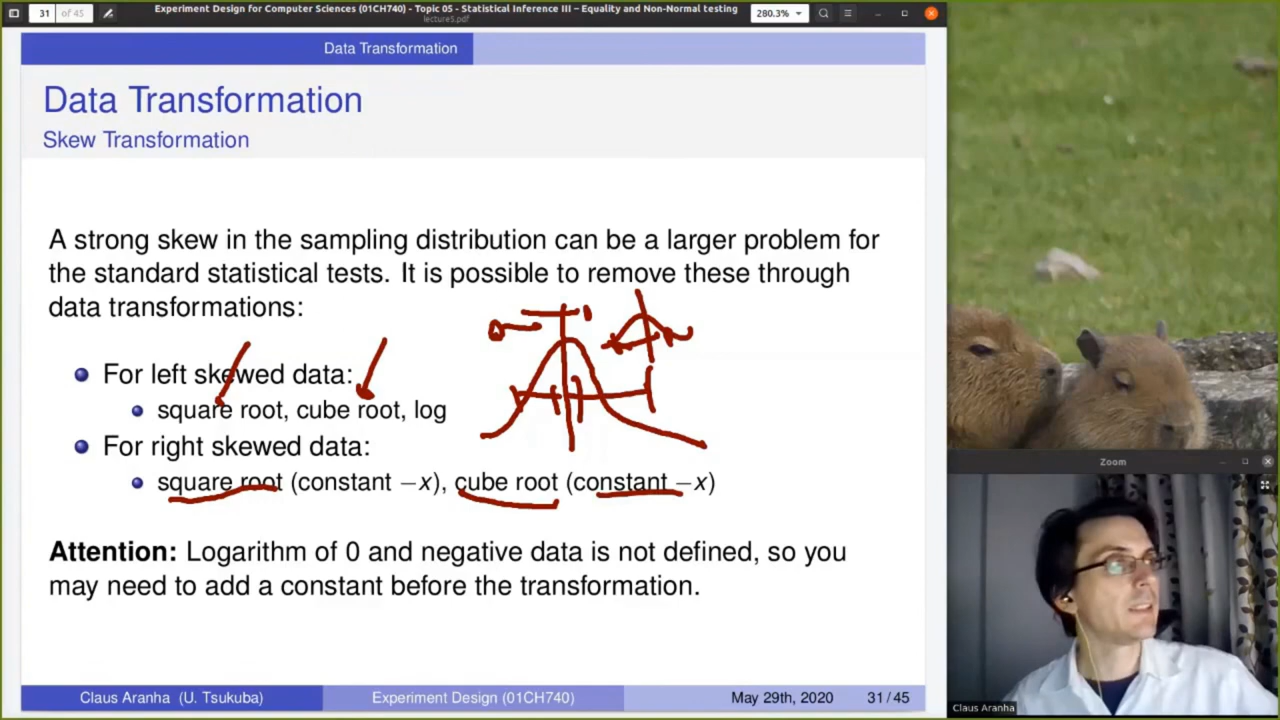 31 of 45
Experiment Design for Computer Sciences (01CH740) - Topic 05 - Statistical Inference III – Equality and Non-Normal testing
lecture5.pdf
280.3%
Data Transformation
Data Transformation
Skew Transformation
A strong skew in the sampling distribution can be a larger problem for
the standard statistical tests. It is possible to remove these through
data transformations:
For left skewed data:
square root, cube root, log
For right skewed data:
square root (constant −x), cube root (constant −x)
Attention: Logarithm of 0 and negative data is not defined, so you
may need to add a constant before the transformation.
Claus Aranha (U. Tsukuba)
Experiment Design (01CH740)
May 29th, 2020
31 / 45
Zoom
Claus Aranha